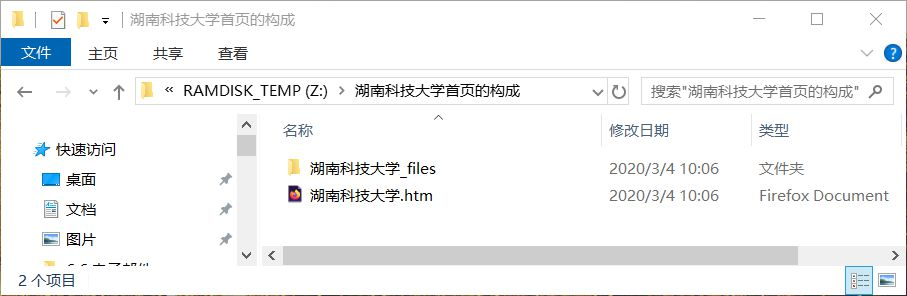 湖南科技大学首页的构成
文件 主页 共享 查看
« RAMDISK_TEMP (Z:) 湖南科技大学首页的构成 搜索"湖南科技大学首页的构成"
名称 修改日期 类型
快速访问
桌面
文档
图片
湖南科技大学_files 2020/3/4 10:06 文件夹
湖南科技大学.htm 2020/3/4 10:06 Firefox Document
2 个项目